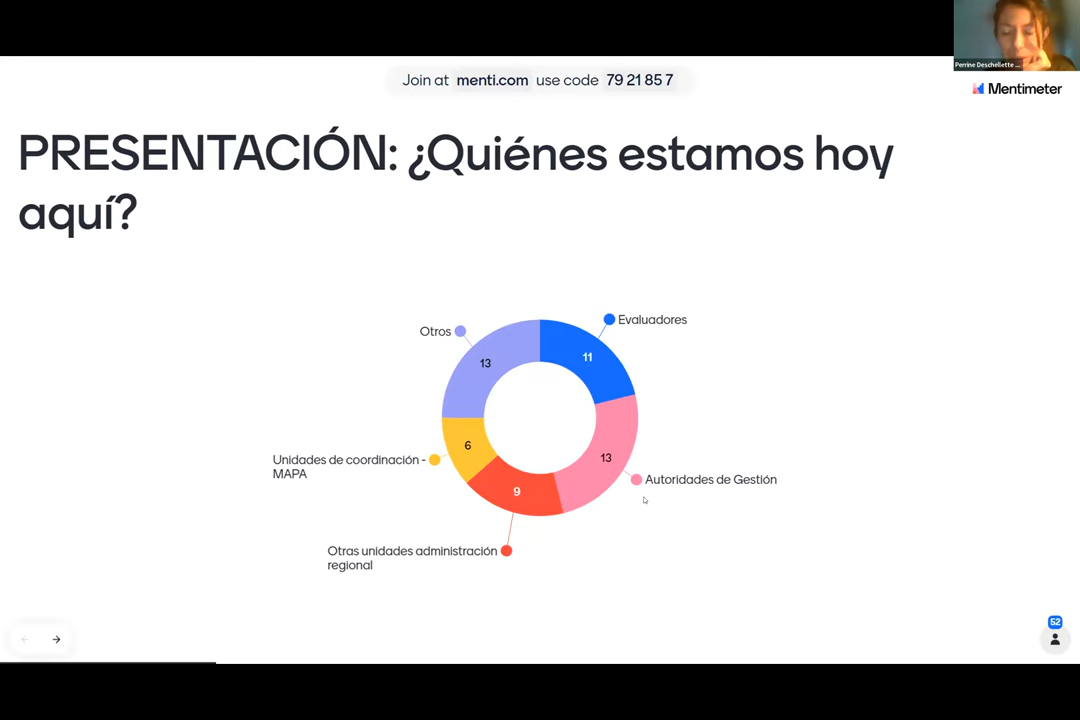 Perrine Deschellette ...
Join at menti.com use code 79 21 85 7
Mentimeter
PRESENTACIÓN: ¿Quiénes estamos hoy
aquí?
Evaluadores
Otros
11
13
6
Unidades de coordinación -
MAPA
13
Autoridades de Gestión
9
Otras unidades administración
regional
52